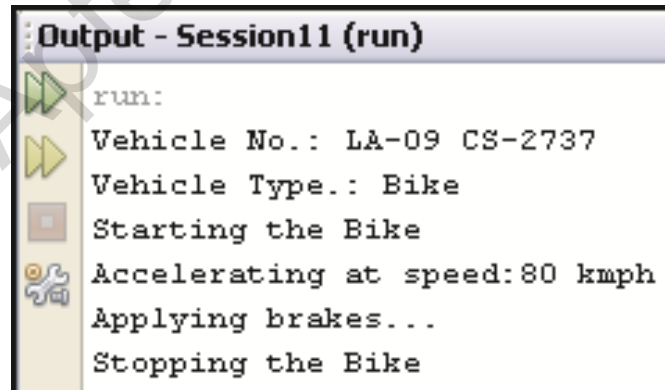 Output - Session11 (run)
run:
Vehicle No.: LA-09 CS-2737
Vehicle Type.: Bike
Starting the Bike
Accelerating at speed:80 kmph
Applying brakes...
Stopping the Bike